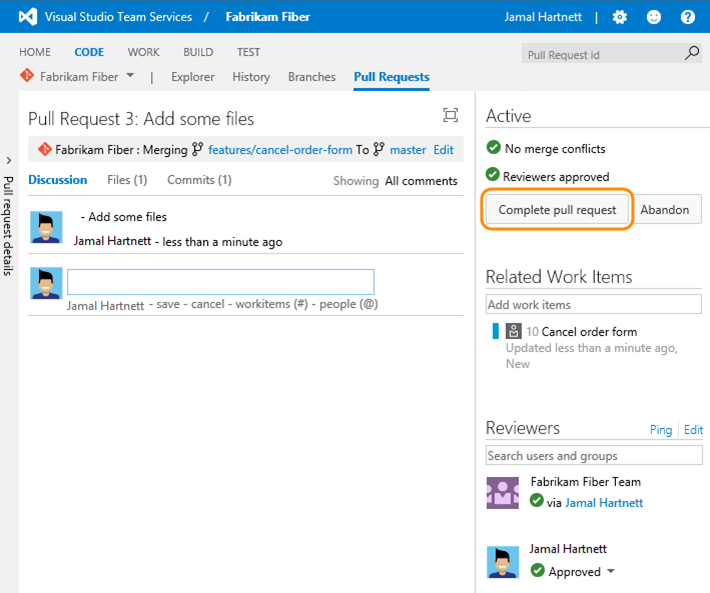 Visual Studio Team Services / Fabrikam Fiber Jamal Hartnett |
HOME CODE WORK BUILD TEST
Pull Request id
Fabrikam Fiber | Explorer History Branches Pull Requests
Pull request details
Pull Request 3: Add some files
Fabrikam Fiber : Merging features/cancel-order-form To master Edit
Discussion Files (1) Commits (1) Showing All comments
- Add some files
Jamal Hartnett - less than a minute ago
Jamal Hartnett - save - cancel - workitems (#) - people (@)
Active
No merge conflicts
Reviewers approved
Complete pull request Abandon
Related Work Items
Add work items
10 Cancel order form
Updated less than a minute ago,
New
Reviewers Ping | Edit
Search users and groups
Fabrikam Fiber Team
via Jamal Hartnett
Jamal Hartnett
Approved